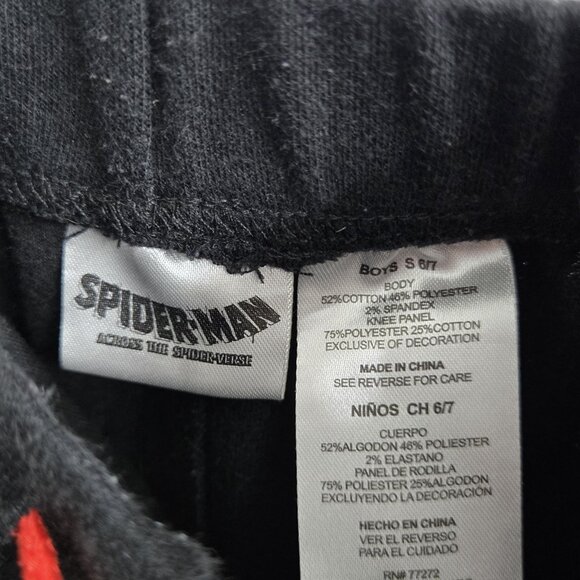 SPIDER-MAN
ACROSS THE SPIDER-VERSE
BOYS S 6/7
BODY
52%COTTON 46% POLYESTER
2% SPANDEX
KNEE PANEL
75%POLYESTER 25%COTTON
EXCLUSIVE OF DECORATION
MADE IN CHINA
SEE REVERSE FOR CARE
NIÑOS CH 6/7
CUERPO
52%ALGODON 46% POLIESTER
2% ELASTANO
PANEL DE RODILLA
75% POLIESTER 25%ALGODON
EXCLUYENDO LA DECORACIÓN
HECHO EN CHINA
VER EL REVERSO
PARA EL CUIDADO
RN# 77272